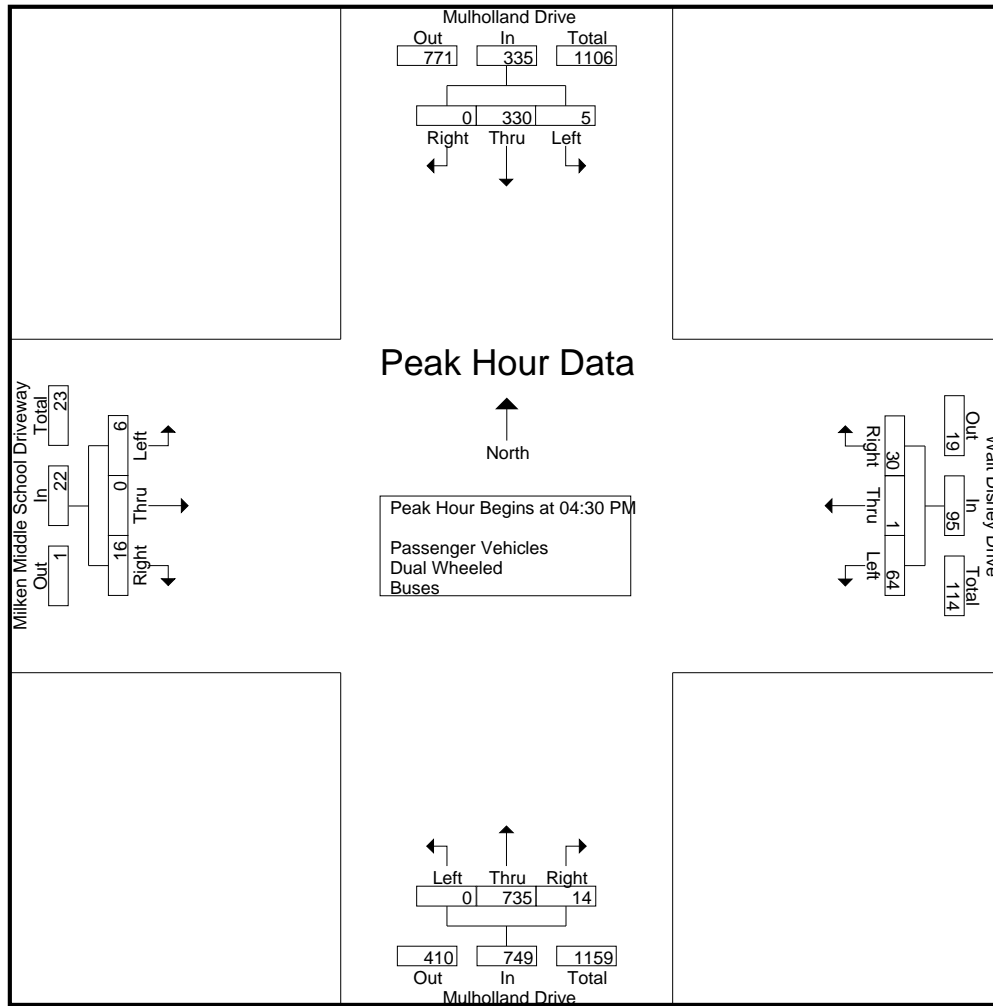 Mulholland Drive
Out In Total
771 335 1106
0 330 5
Right Thru Left
Peak Hour Data
North
Peak Hour Begins at 04:30 PM
Passenger Vehicles
Dual Wheeled
Buses
Milken Middle School Driveway
Out In Total
1 22 23
Right Thru Left
16 0 6
Walt Disney Drive
Out In Total
19 95 114
Right Thru Left
30 1 64
Left Thru Right
0 735 14
410 749 1159
Out In Total
Mulholland Drive